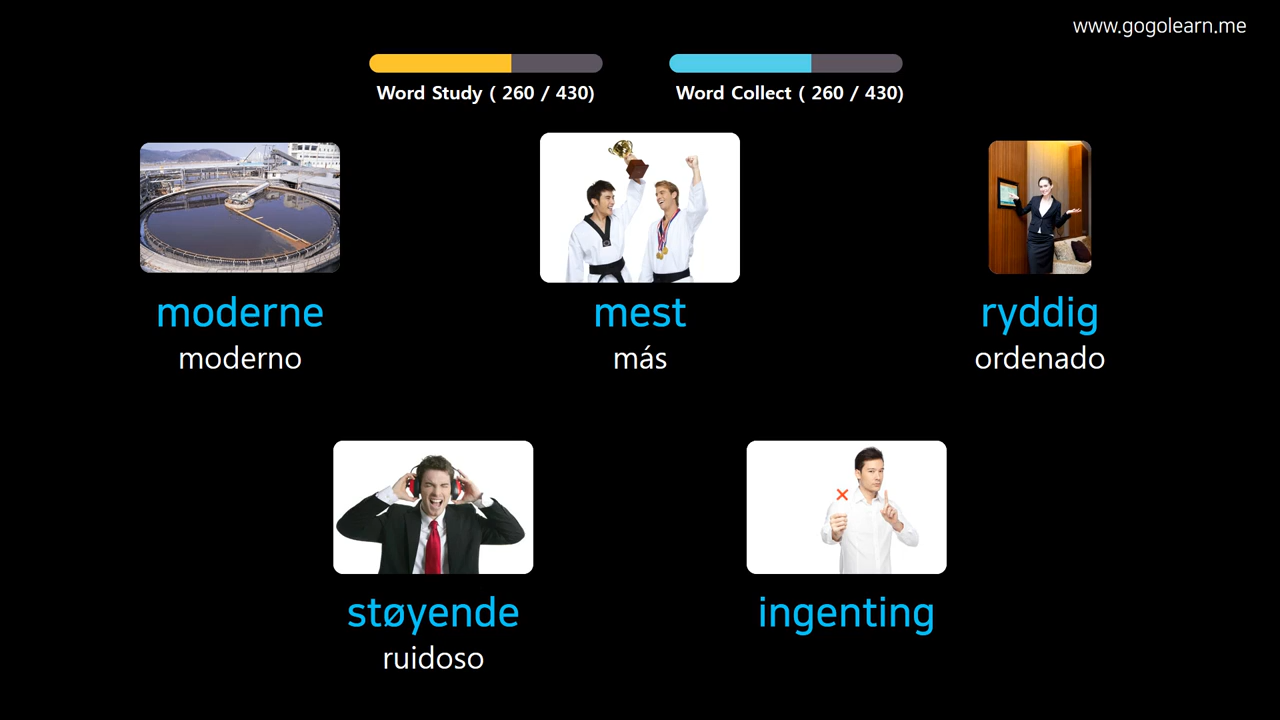 www.gogolearn.me
Word Study ( 260 / 430)
Word Collect ( 260 / 430)
moderne
moderno
mest
más
ryddig
ordenado
støyende
ruidoso
ingenting